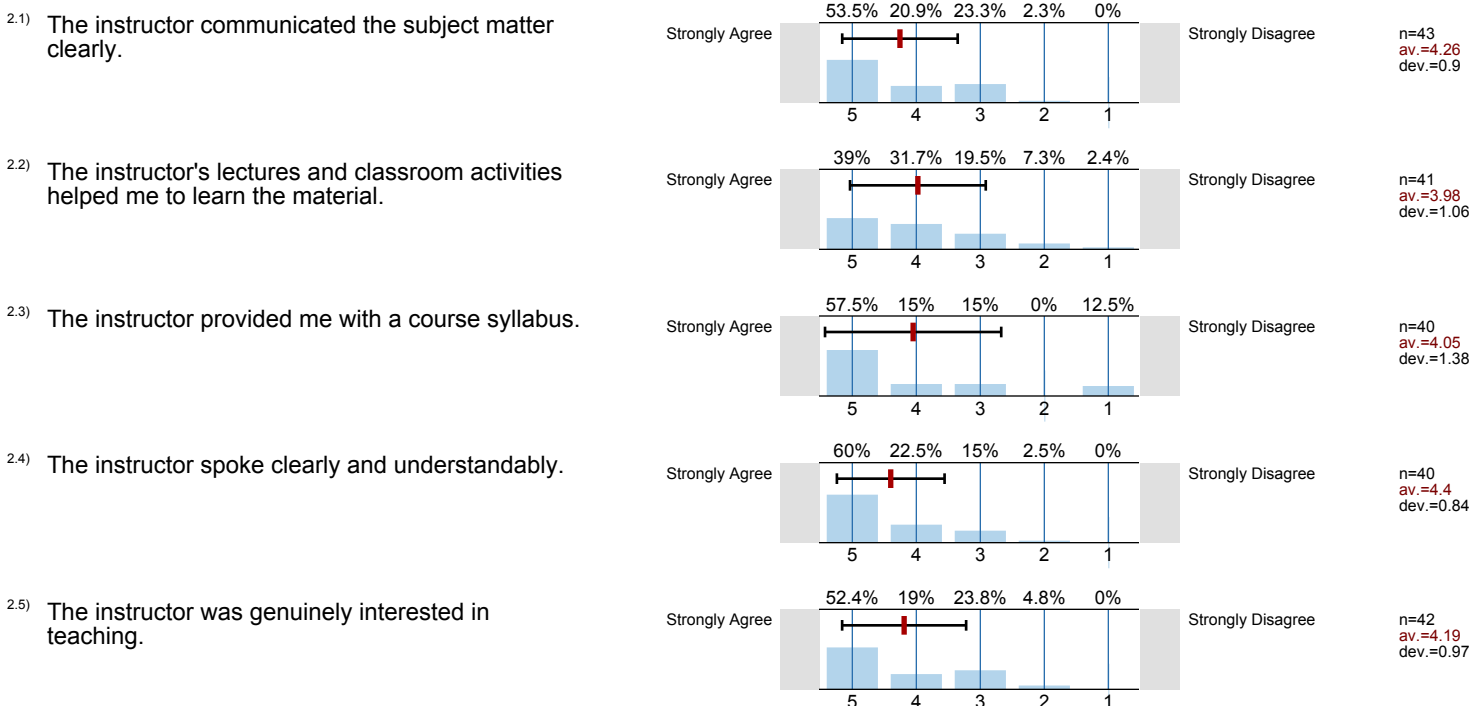 53.5% 20.9% 23.3% 2.3% 0%
2.1) The instructor communicated the subject matter
clearly.
Strongly Agree
Strongly Disagree
n=43
av.=4.26
dev.=0.9
5 4 3 2 1
39% 31.7% 19.5% 7.3% 2.4%
2.2) The instructor's lectures and classroom activities
helped me to learn the material.
Strongly Agree
Strongly Disagree
n=41
av.=3.98
dev.=1.06
5 4 3 2 1
57.5% 15% 15% 0% 12.5%
2.3) The instructor provided me with a course syllabus.
Strongly Agree
Strongly Disagree
n=40
av.=4.05
dev.=1.38
5 4 3 2 1
60% 22.5% 15% 2.5% 0%
2.4) The instructor spoke clearly and understandably.
Strongly Agree
Strongly Disagree
n=40
av.=4.4
dev.=0.84
5 4 3 2 1
52.4% 19% 23.8% 4.8% 0%
2.5) The instructor was genuinely interested in
teaching.
Strongly Agree
Strongly Disagree
n=42
av.=4.19
dev.=0.97
5 4 3 2 1